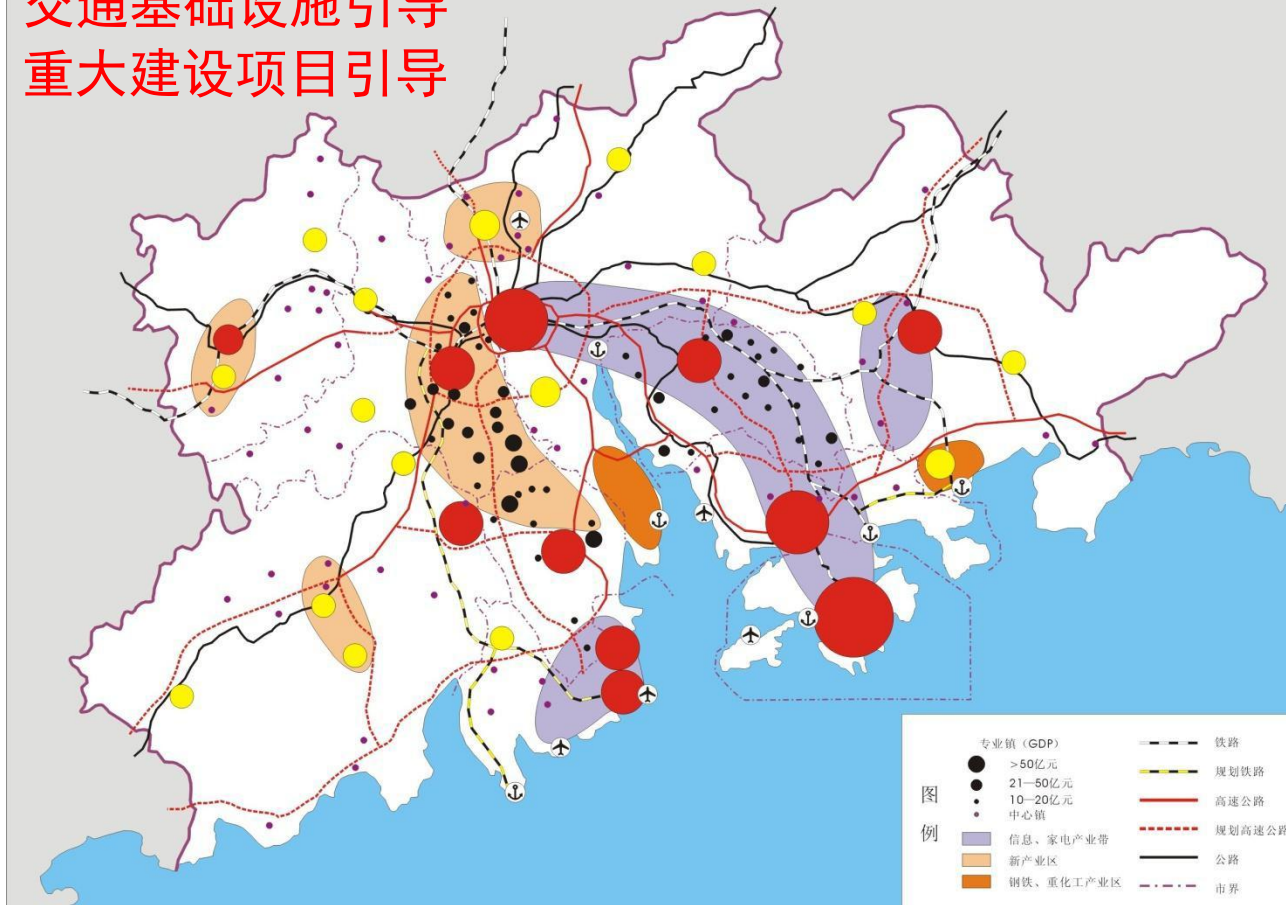 交通基础设施引导
重大建设项目引导
专业镇（GDP）
>50亿元
21—50亿元
10—20亿元
中心镇
图例
信息、家电产业带
新产业区
钢铁、重化工产业区
铁路
规划铁路
高速公路
规划高速公路
公路
市界